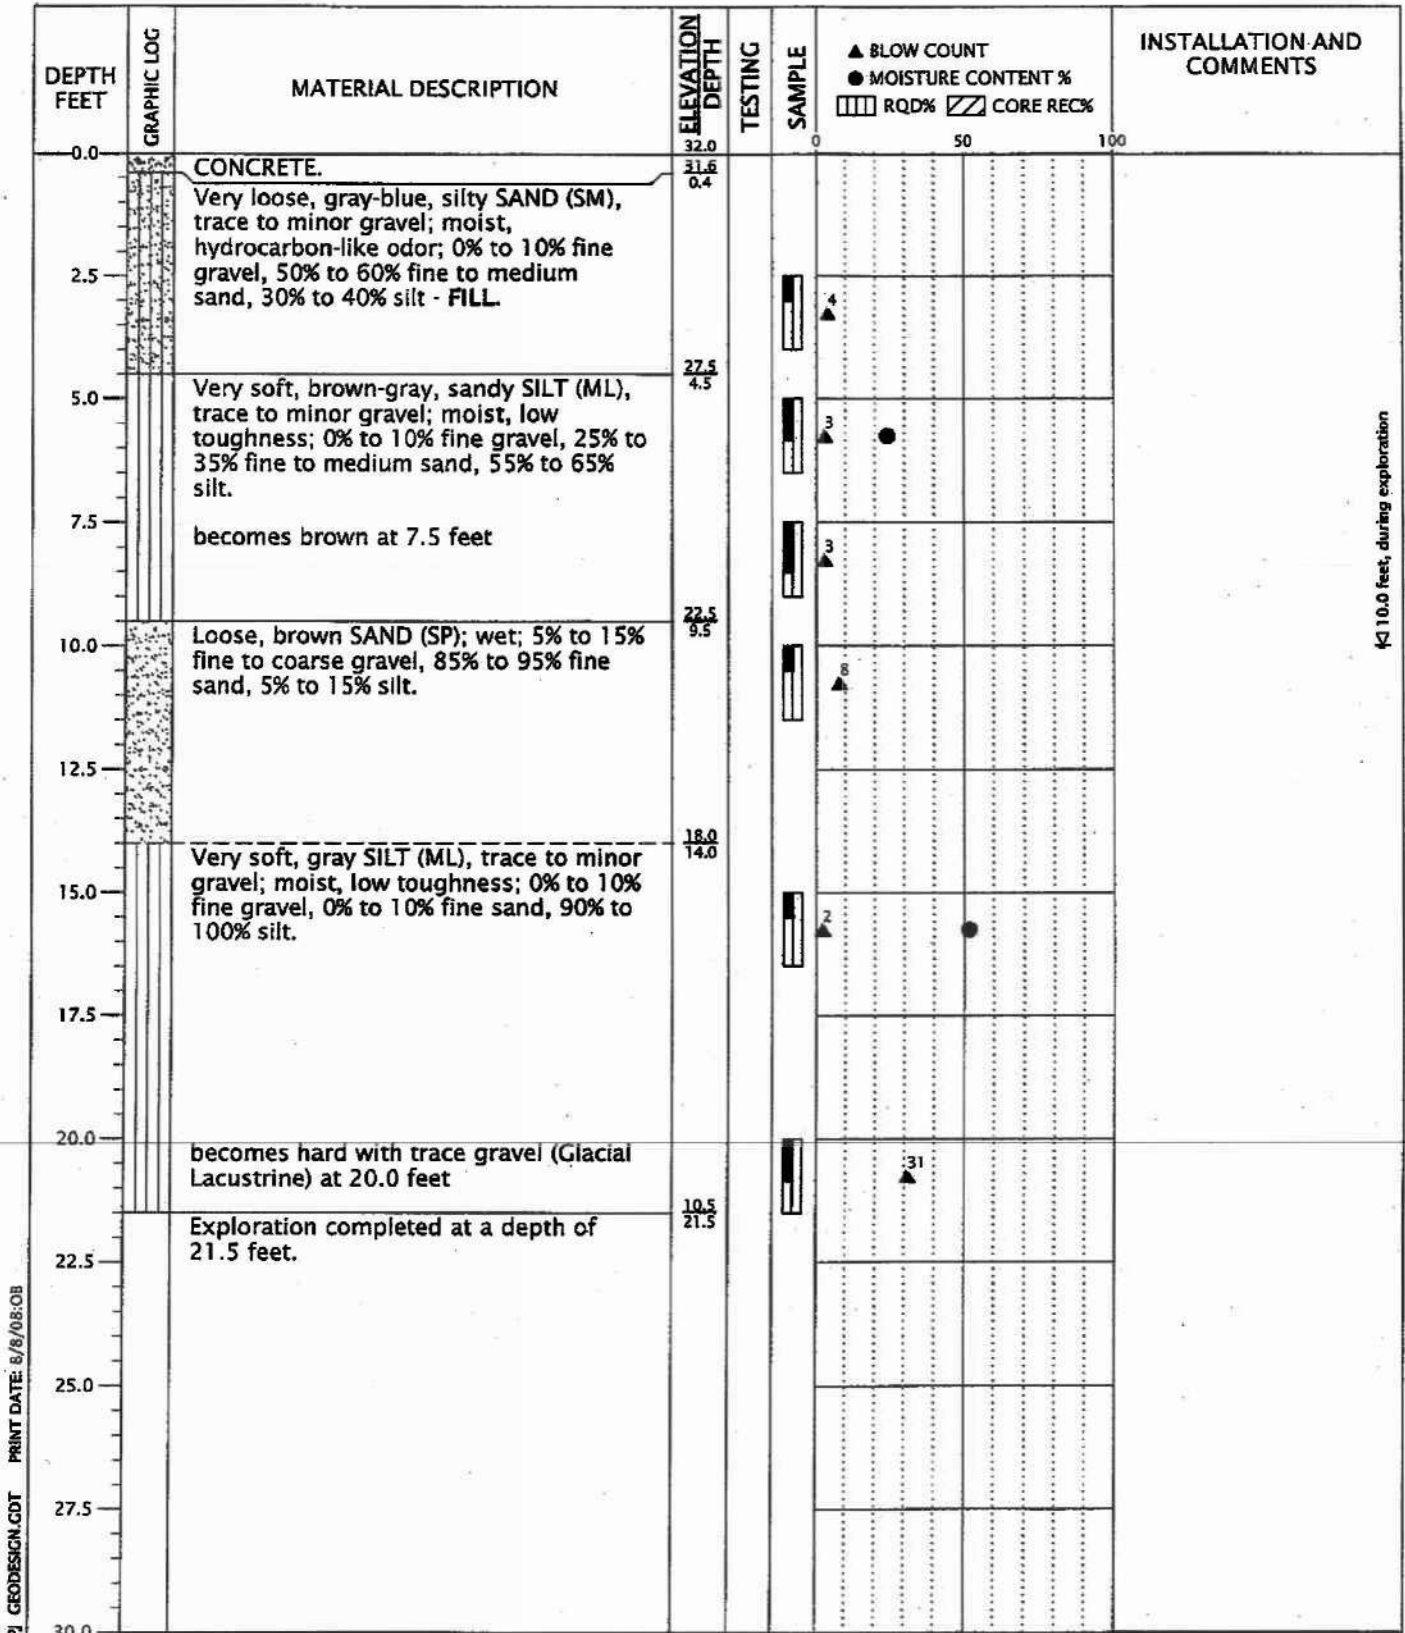 DEPTH
FEET
GRAPHIC LOG
MATERIAL DESCRIPTION
ELEVATION
DEPTH
TESTING
SAMPLE
▲ BLOW COUNT
● MOISTURE CONTENT %
RQD% CORE REC%
INSTALLATION AND
COMMENTS
0 50 100
0.0
32.0
CONCRETE.
31.6
0.4
Very loose, gray-blue, silty SAND (SM),
trace to minor gravel; moist,
hydrocarbon-like odor; 0% to 10% fine
gravel, 50% to 60% fine to medium
sand, 30% to 40% silt - FILL.
2.5
4
27.5
4.5
5.0
Very soft, brown-gray, sandy SILT (ML),
trace to minor gravel; moist, low
toughness; 0% to 10% fine gravel, 25% to
35% fine to medium sand, 55% to 65%
silt.
3
7.5
becomes brown at 7.5 feet
3
22.5
9.5
10.0
Loose, brown SAND (SP); wet; 5% to 15%
fine to coarse gravel, 85% to 95% fine
sand, 5% to 15% silt.
8
10.0 feet, during exploration
12.5
18.0
14.0
Very soft, gray SILT (ML), trace to minor
gravel; moist, low toughness; 0% to 10%
fine gravel, 0% to 10% fine sand, 90% to
100% silt.
15.0
2
17.5
20.0
becomes hard with trace gravel (Glacial
Lacustrine) at 20.0 feet
31
10.5
21.5
Exploration completed at a depth of
21.5 feet.
22.5
25.0
27.5
30.0
GEODESIGN.GDT PRINT DATE: 8/8/08:OB